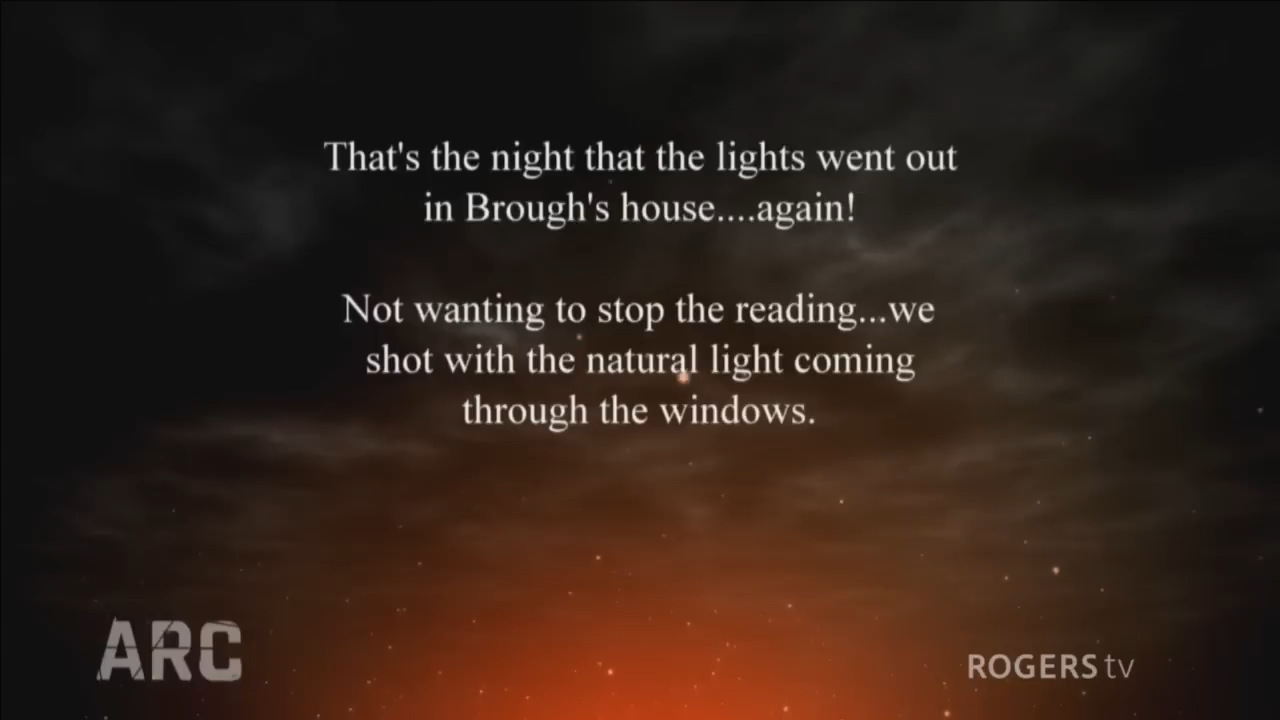 That's the night that the lights went out
in Brough's house....again!
Not wanting to stop the reading...we
shot with the natural light coming
through the windows.
ARC
ROGERS tv